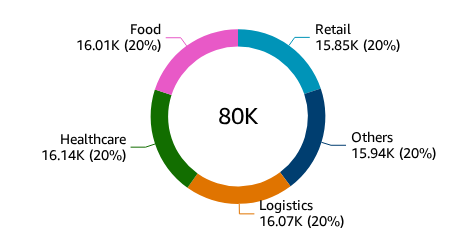 Food
16.01K (20%)
Retail
15.85K (20%)
80K
Healthcare
16.14K (20%)
Others
15.94K (20%)
Logistics
16.07K (20%)